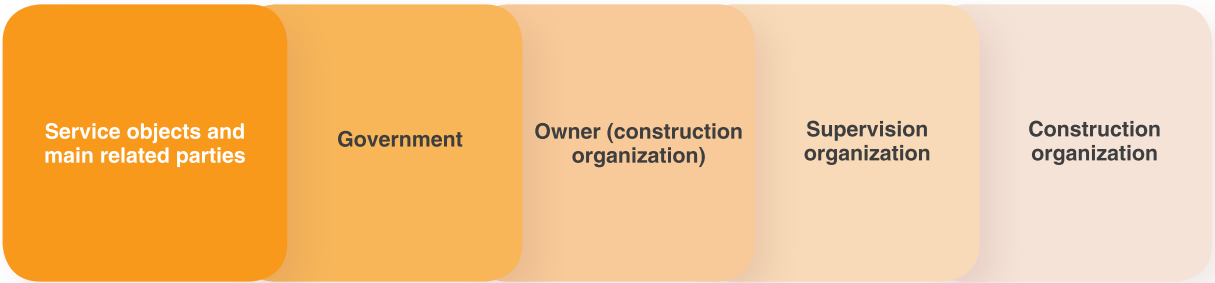 Service objects and
main related parties
Government
Owner (construction
organization)
Supervision
organization
Construction
organization